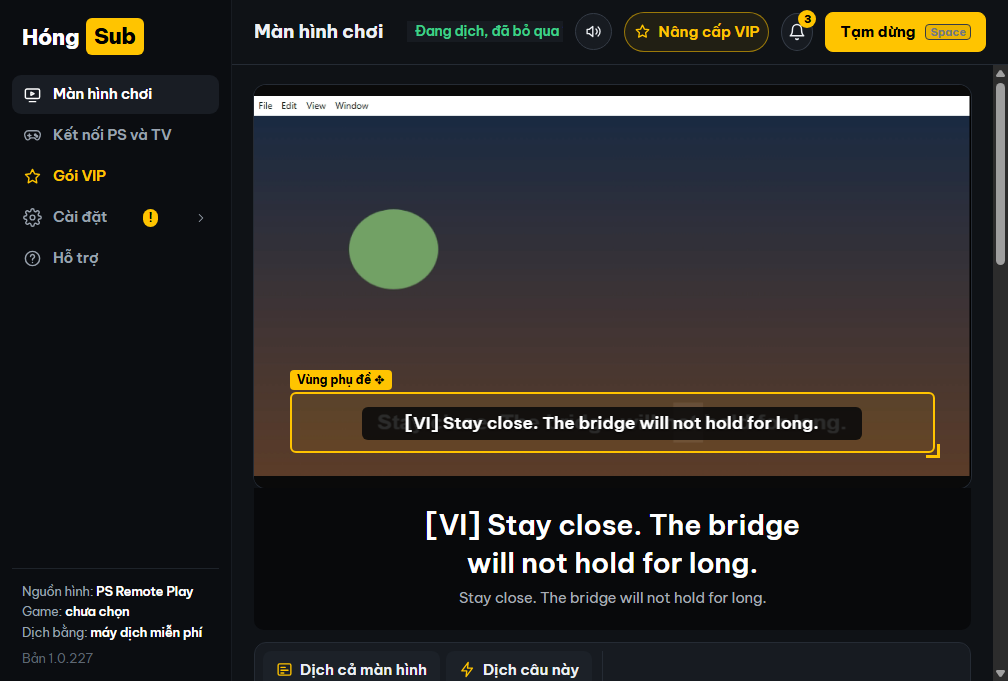 Hóng Sub
Màn hình chơi
Kết nối PS và TV
Gói VIP
Cài đặt !
Hỗ trợ
Nguồn hình: PS Remote Play
Game: chưa chọn
Dịch bằng: máy dịch miễn phí
Bản 1.0.227
Màn hình chơi
Đang dịch, đã bỏ qua
Nâng cấp VIP
3
Tạm dừng Space
File Edit View Window
Vùng phụ đề
[VI] Stay close. The bridge will not hold for long.
[VI] Stay close. The bridge
will not hold for long.
Stay close. The bridge will not hold for long.
Dịch cả màn hình
Dịch câu này